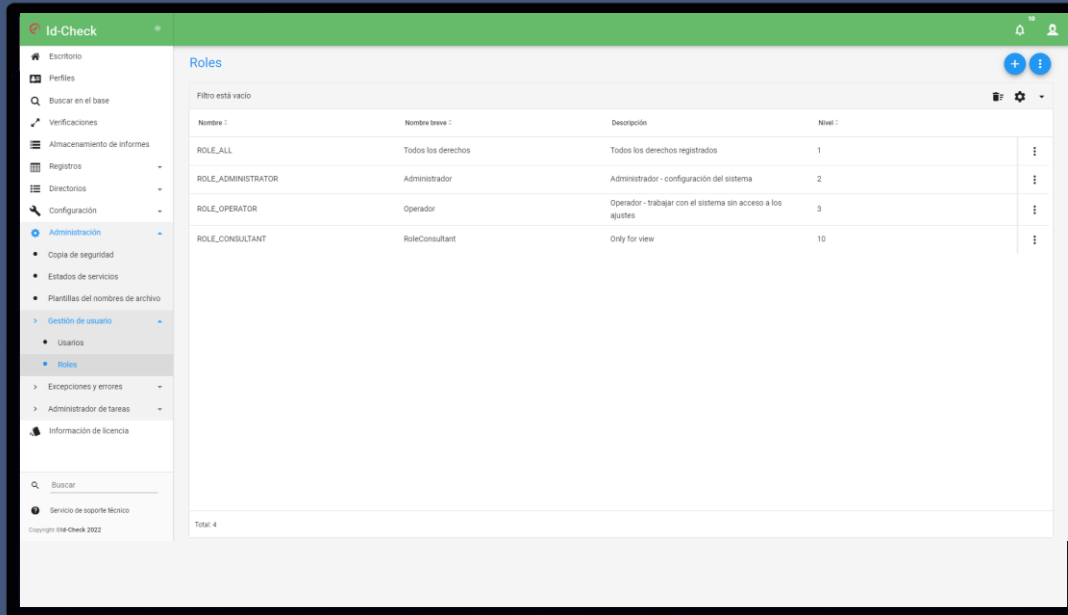 Id-Check
10
Escritorio
Perfiles
Buscar en el base
Verificaciones
Almacenamiento de informes
Registros
Directorios
Configuración
Administración
Copia de seguridad
Estados de servicios
Plantillas del nombres de archivo
Gestión de usuario
Usarios
Roles
Excepciones y errores
Administrador de tareas
Información de licencia
Buscar
Servicio de soporte técnico
Copyright ©Id-Check 2022
Roles
Filtro está vacío
Nombre Nombre breve Descripción Nivel
ROLE_ALL Todos los derechos Todos los derechos registrados 1
ROLE_ADMINISTRATOR Administrador Administrador - configuración del sistema 2
ROLE_OPERATOR Operador Operador - trabajar con el sistema sin acceso a los 3
ajustes
ROLE_CONSULTANT RoleConsultant Only for view 10
Total: 4